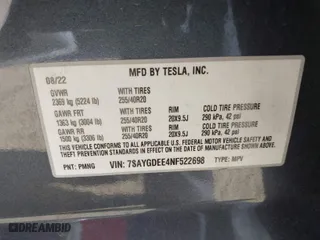 MFD BY TESLA, INC.
08/22
GVWR
2369 kg (5224 lb)
WITH TIRES
255/40R20
GAWR FRT
1363 kg (3004 lb)
WITH TIRES
255/40R20
RIM
20X9.5J
COLD TIRE PRESSURE
290 kPa, 42 psi
GAWR RR
1500 kg (3306 lb)
WITH TIRES
255/40R20
RIM
20X9.5J
COLD TIRE PRESSURE
290 kPa, 42 psi
THIS VEHICLE CONFORMS TO ALL APPLICABLE U.S. FEDERAL MOTOR VEHICLE SAFETY AND
THEFT PREVENTION STANDARDS IN EFFECT ON THE DATE OF MANUFACTURE SHOWN ABOVE
PNT: PMNG
VIN: 7SAYGDEE4NF522698
TYPE: MPV
DREAMBID